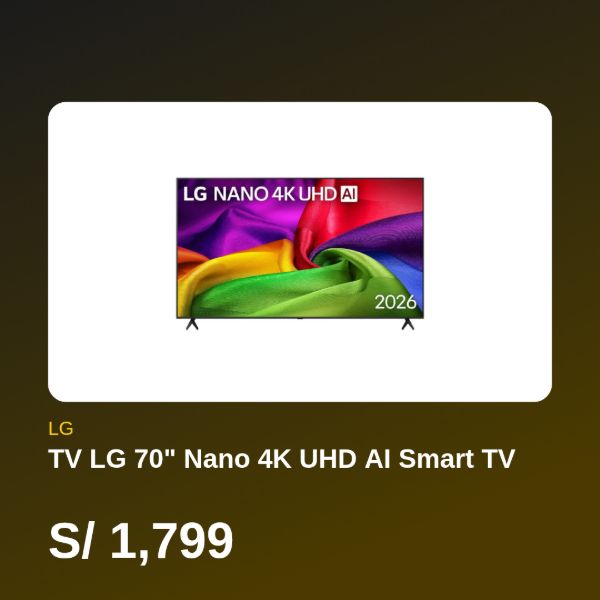 LG NANO 4K UHD AI
2026
LG
TV LG 70" Nano 4K UHD AI Smart TV
S/ 1,799